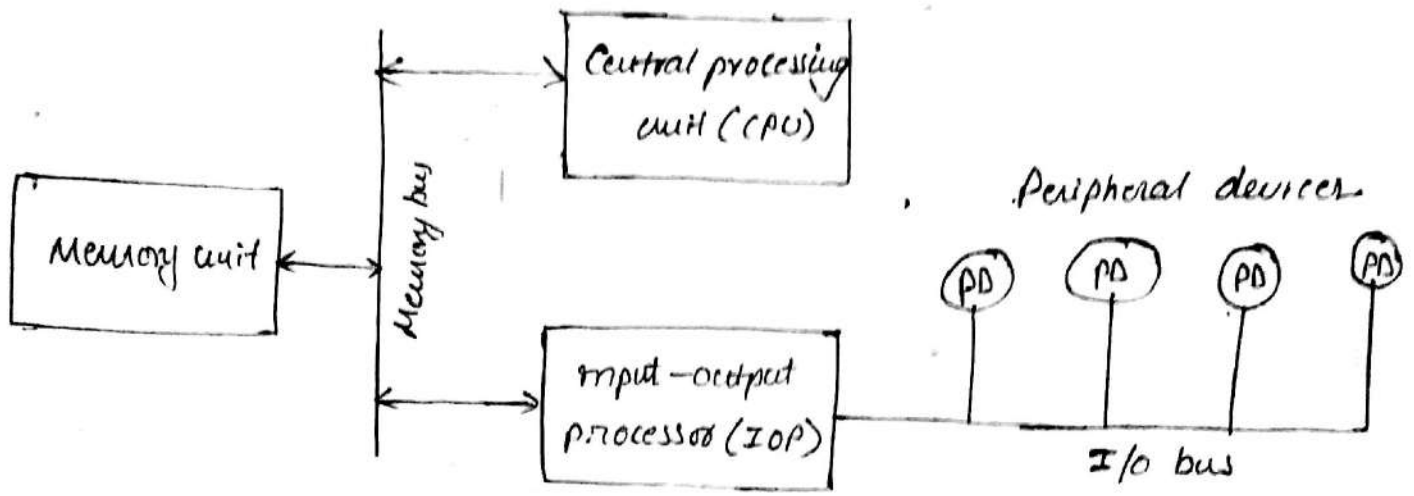 Central processing
unit (CPU)
Memory bus
Memory unit
Peripheral devices
PD
PD
PD
PD
Input-output
processor (IOP)
I/O bus